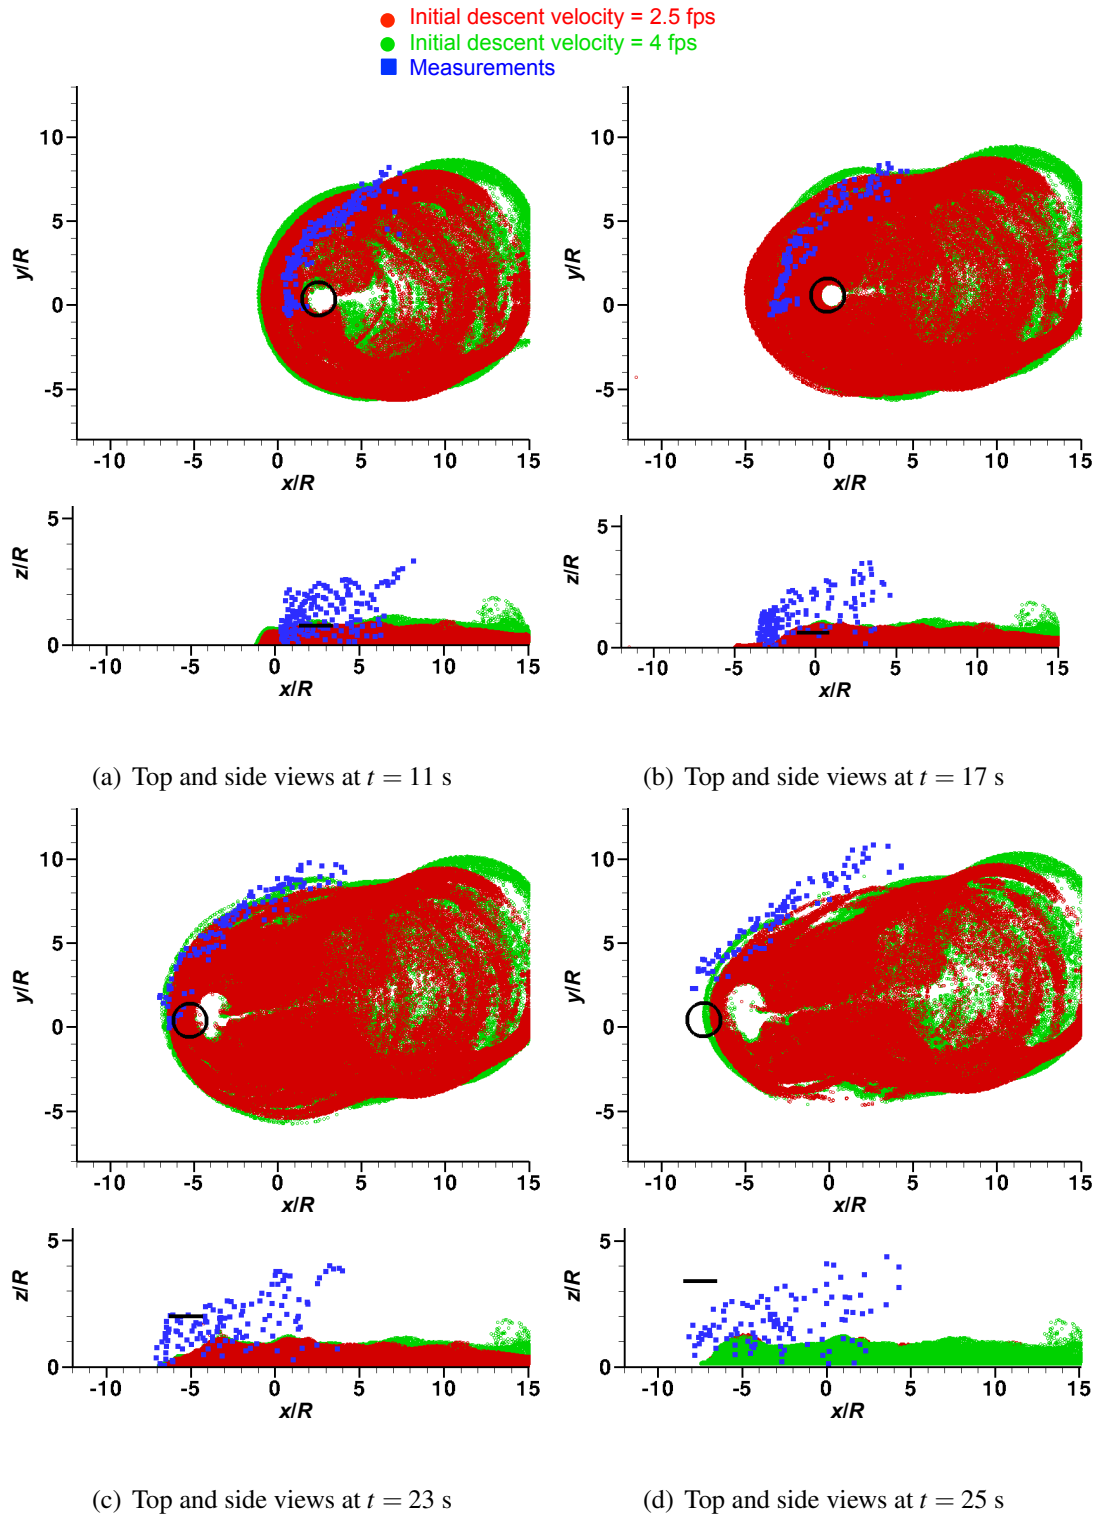 Initial descent velocity = 2.5 fps
Initial descent velocity = 4 fps
Measurements
10
5
0
-5
y/R
-10 -5 0 5 10 15
x/R
10
5
0
-5
y/R
-10 -5 0 5 10 15
x/R
5
0
z/R
-10 -5 0 5 10 15
x/R
5
0
z/R
-10 -5 0 5 10 15
x/R
(a) Top and side views at t = 11 s
(b) Top and side views at t = 17 s
10
5
0
-5
y/R
-10 -5 0 5 10 15
x/R
10
5
0
-5
y/R
-10 -5 0 5 10 15
x/R
5
0
z/R
-10 -5 0 5 10 15
x/R
5
0
z/R
-10 -5 0 5 10 15
x/R
(c) Top and side views at t = 23 s
(d) Top and side views at t = 25 s